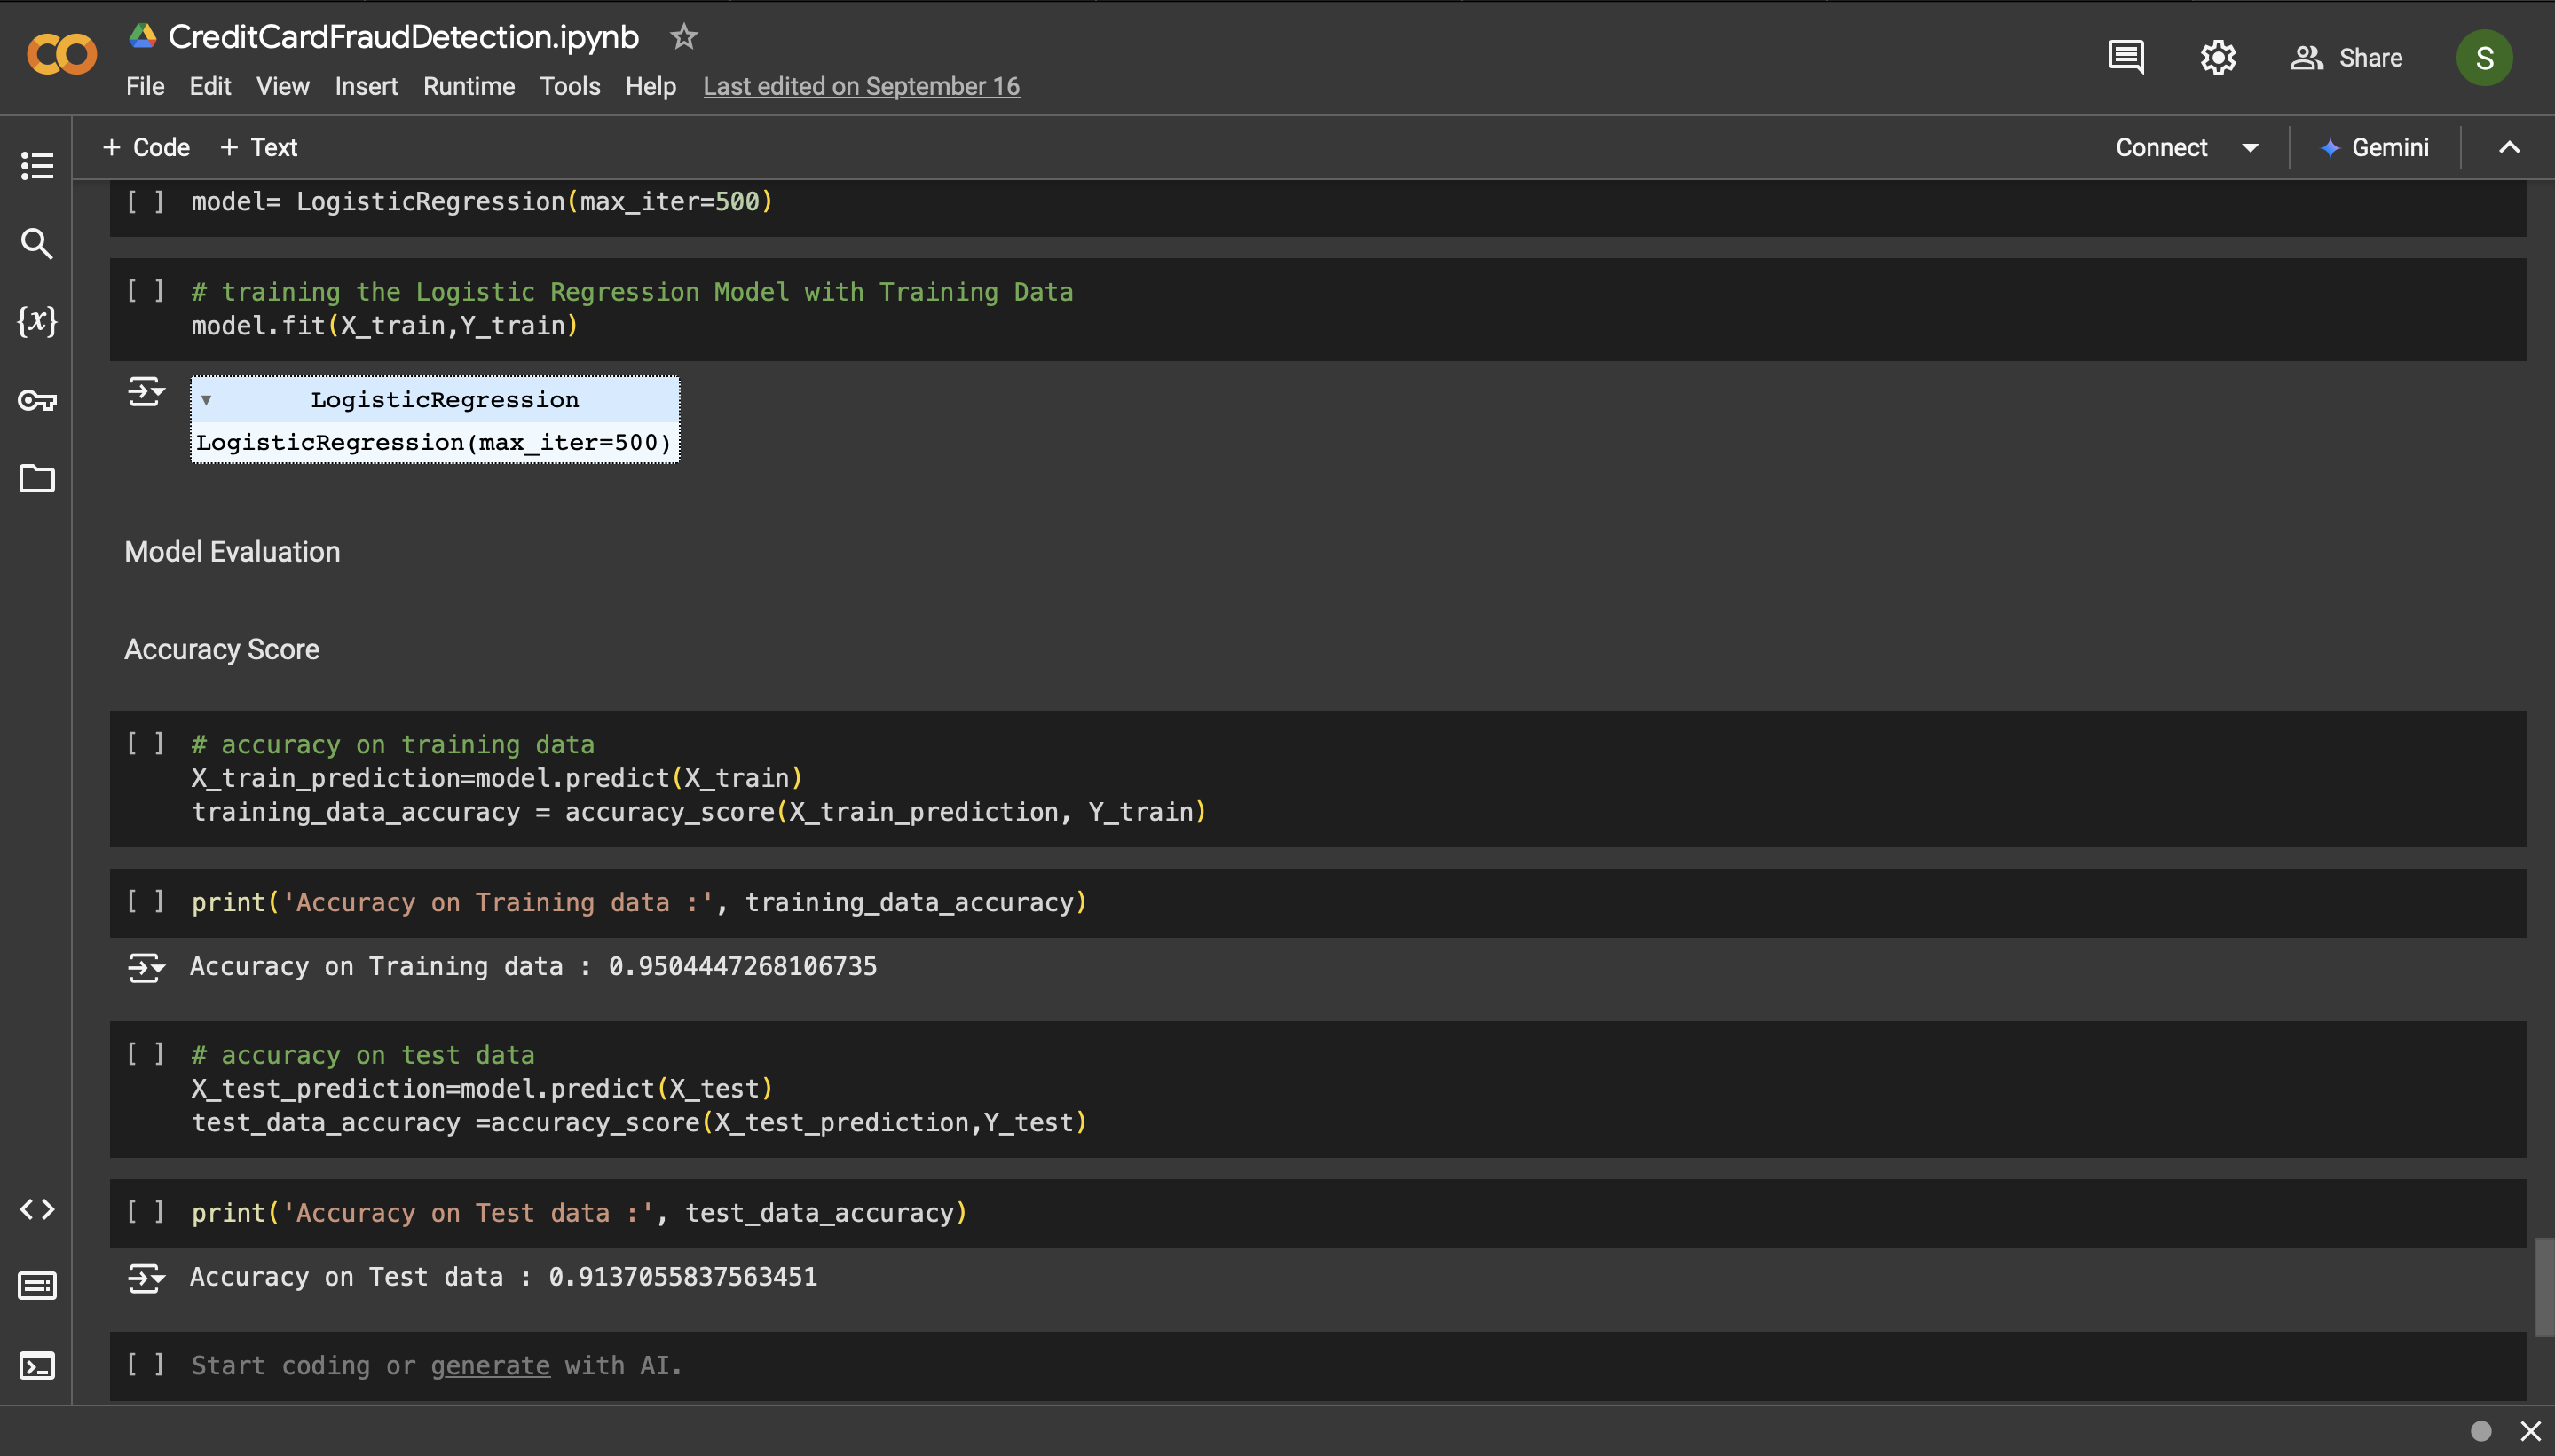 CreditCardFraudDetection.ipynb
File Edit View Insert Runtime Tools Help Last edited on September 16
Share
S
+ Code + Text
Connect
Gemini
[ ] model= LogisticRegression(max_iter=500)
[ ] # training the Logistic Regression Model with Training Data
model.fit(X_train,Y_train)
LogisticRegression
LogisticRegression(max_iter=500)
Model Evaluation
Accuracy Score
[ ] # accuracy on training data
X_train_prediction=model.predict(X_train)
training_data_accuracy = accuracy_score(X_train_prediction, Y_train)
[ ] print('Accuracy on Training data :', training_data_accuracy)
Accuracy on Training data : 0.9504447268106735
[ ] # accuracy on test data
X_test_prediction=model.predict(X_test)
test_data_accuracy =accuracy_score(X_test_prediction,Y_test)
[ ] print('Accuracy on Test data :', test_data_accuracy)
Accuracy on Test data : 0.9137055837563451
[ ] Start coding or generate with AI.